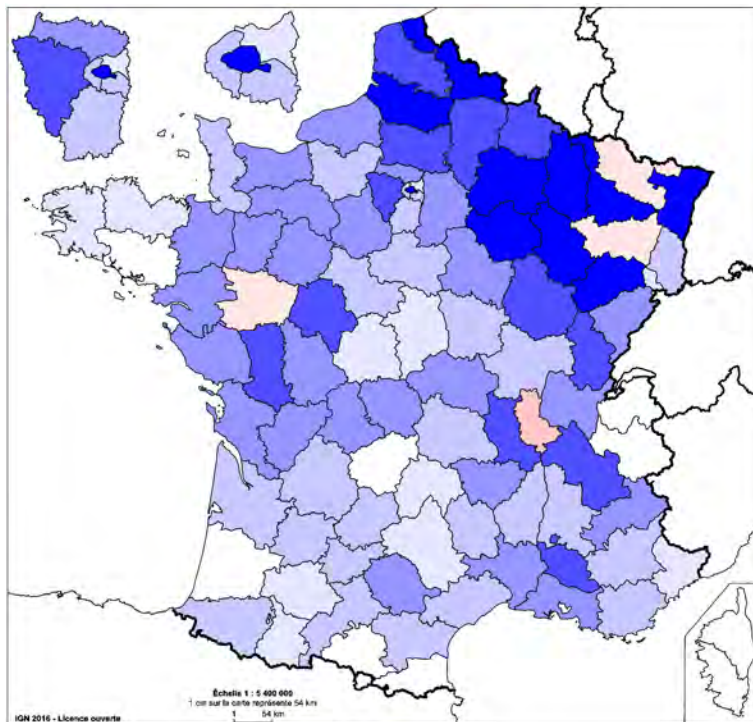 Échelle 1 : 5 400 000
1 cm sur la carte représente 54 km
1 54 km
IGN 2016 - Licence ouverte